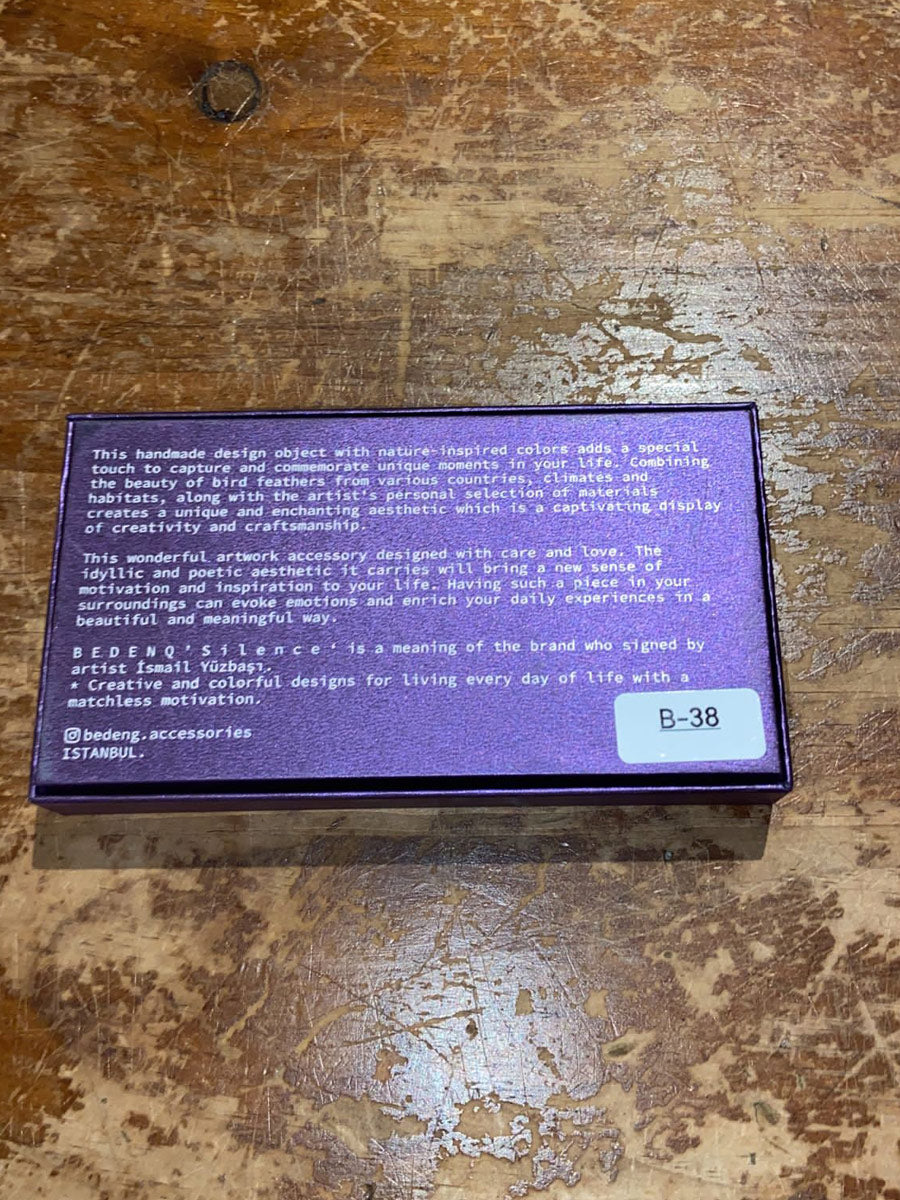 This handmade design object with nature-inspired colors adds a special
touch to capture and commemorate unique moments in your life. Combining
the beauty of bird feathers from various countries, climates and
habitats, along with the artist's personal selection of materials
creates a unique and enchanting aesthetic which is a captivating display
of creativity and craftsmanship.
This wonderful artwork accessory designed with care and love. The
idyllic and poetic aesthetic it carries will bring a new sense of
motivation and inspiration to your life. Having such a piece in your
surroundings can evoke emotions and enrich your daily experiences in a
beautiful and meaningful way.
B E D E N Q ' S i l e n c e ' is a meaning of the brand who signed by
artist İsmail Yüzbaşı.
* Creative and colorful designs for living every day of life with a
matchless motivation.
bedenq.accessories
ISTANBUL.
B-38